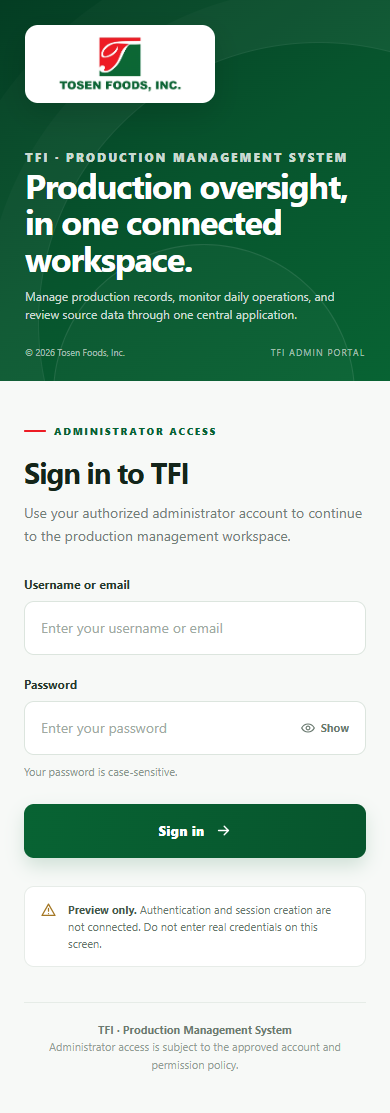 TOSEN FOODS, INC.
TFI · PRODUCTION MANAGEMENT SYSTEM
Production oversight,
in one connected
workspace.
Manage production records, monitor daily operations, and
review source data through one central application.
© 2026 Tosen Foods, Inc.
TFI ADMIN PORTAL
ADMINISTRATOR ACCESS
Sign in to TFI
Use your authorized administrator account to continue
to the production management workspace.
Username or email
Enter your username or email
Password
Enter your password
Show
Your password is case-sensitive.
Sign in →
Preview only. Authentication and session creation are
not connected. Do not enter real credentials on this
screen.
TFI · Production Management System
Administrator access is subject to the approved account and
permission policy.